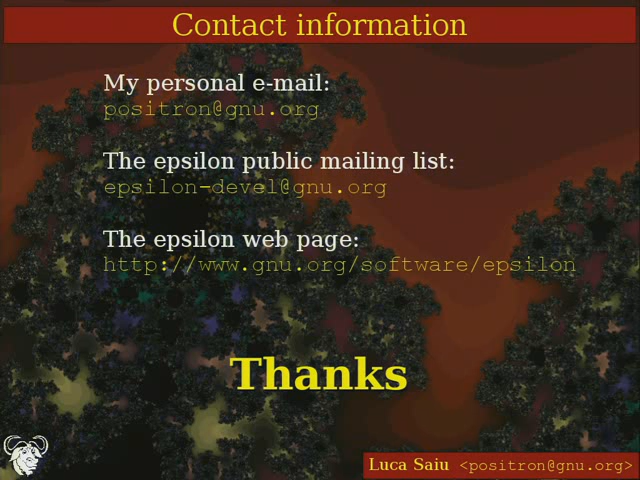 Contact information
My personal e-mail:
positron@gnu.org
The epsilon public mailing list:
epsilon-devel@gnu.org
The epsilon web page:
http://www.gnu.org/software/epsilon
Thanks
Luca Saiu <positron@gnu.org>